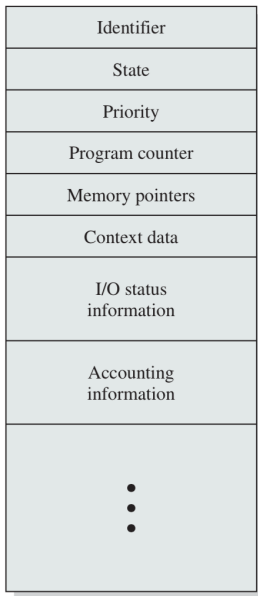 Identifier
State
Priority
Program counter
Memory pointers
Context data
I/O status
information
Accounting
information